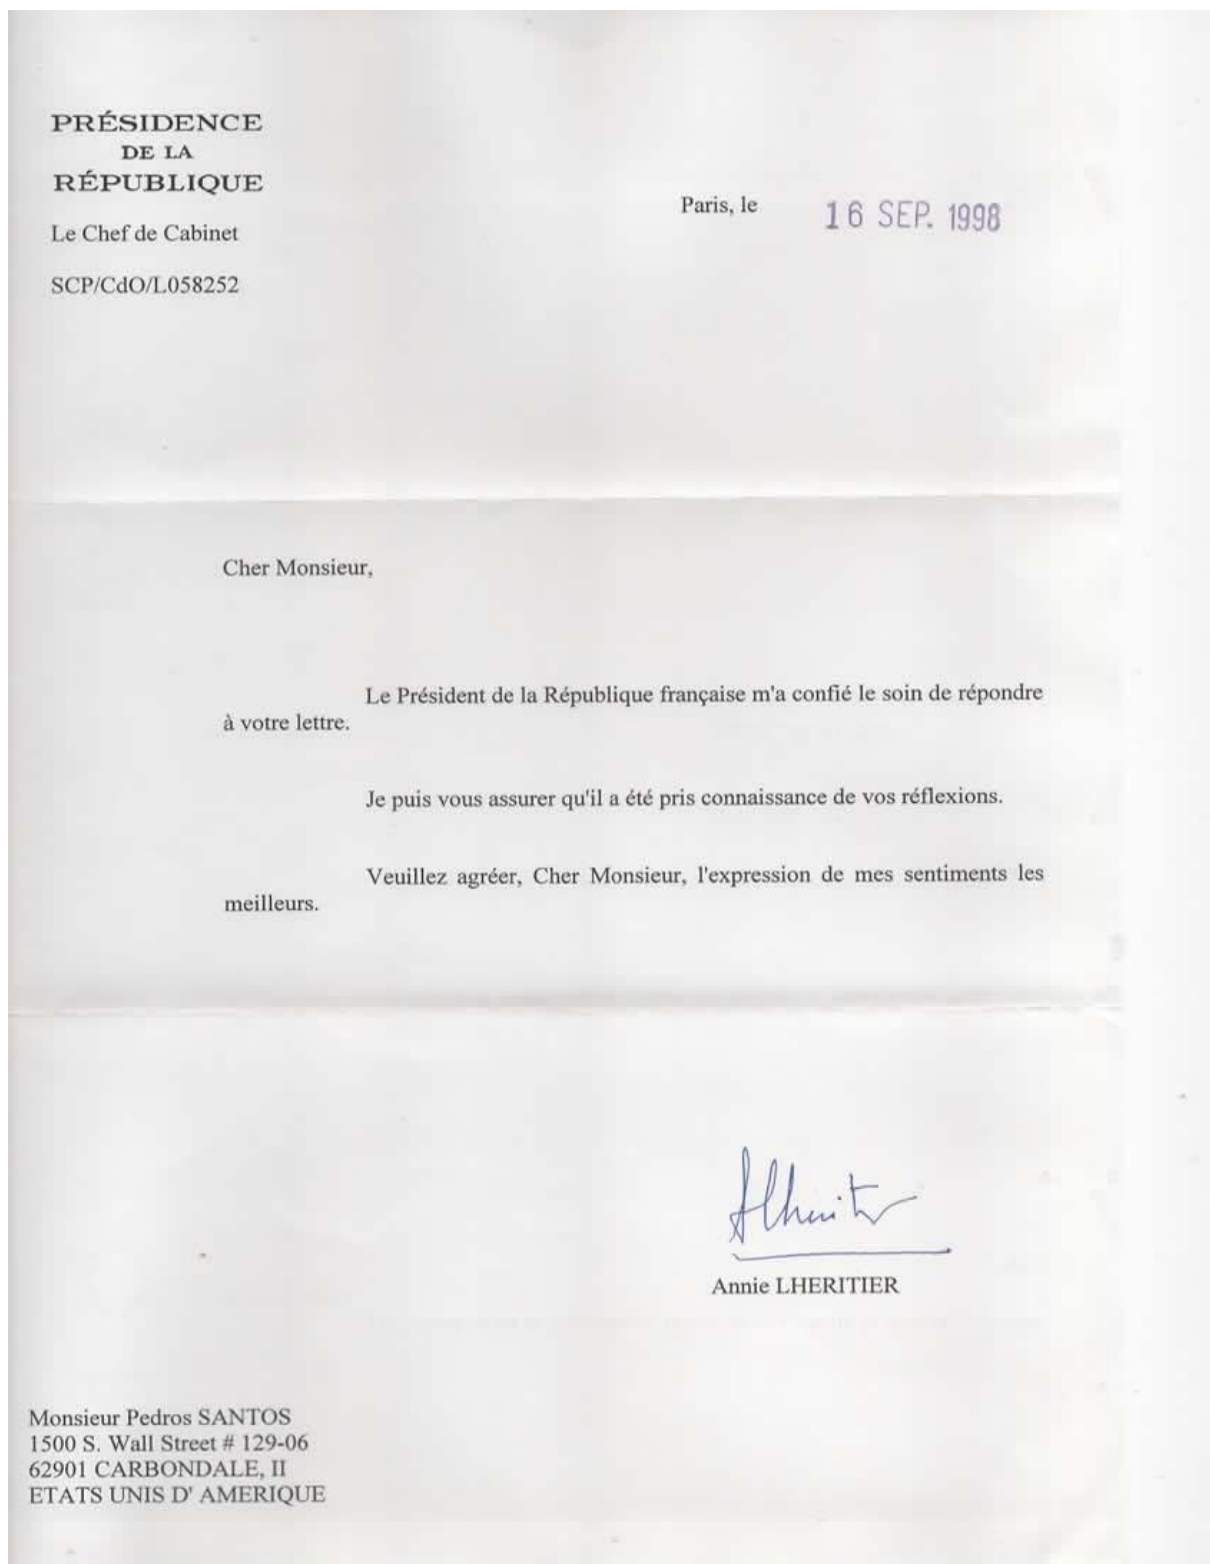 PRÉSIDENCE
DE LA
RÉPUBLIQUE
Le Chef de Cabinet
SCP/CdO/L058252
Paris, le 16 SEP. 1998
Cher Monsieur,
Le Président de la République française m'a confié le soin de répondre
à votre lettre.
Je puis vous assurer qu'il a été pris connaissance de vos réflexions.
Veuillez agréer, Cher Monsieur, l'expression de mes sentiments les
meilleurs.
Alheritier
Annie LHERITIER
Monsieur Pedros SANTOS
1500 S. Wall Street # 129-06
62901 CARBONDALE, II
ETATS UNIS D' AMERIQUE